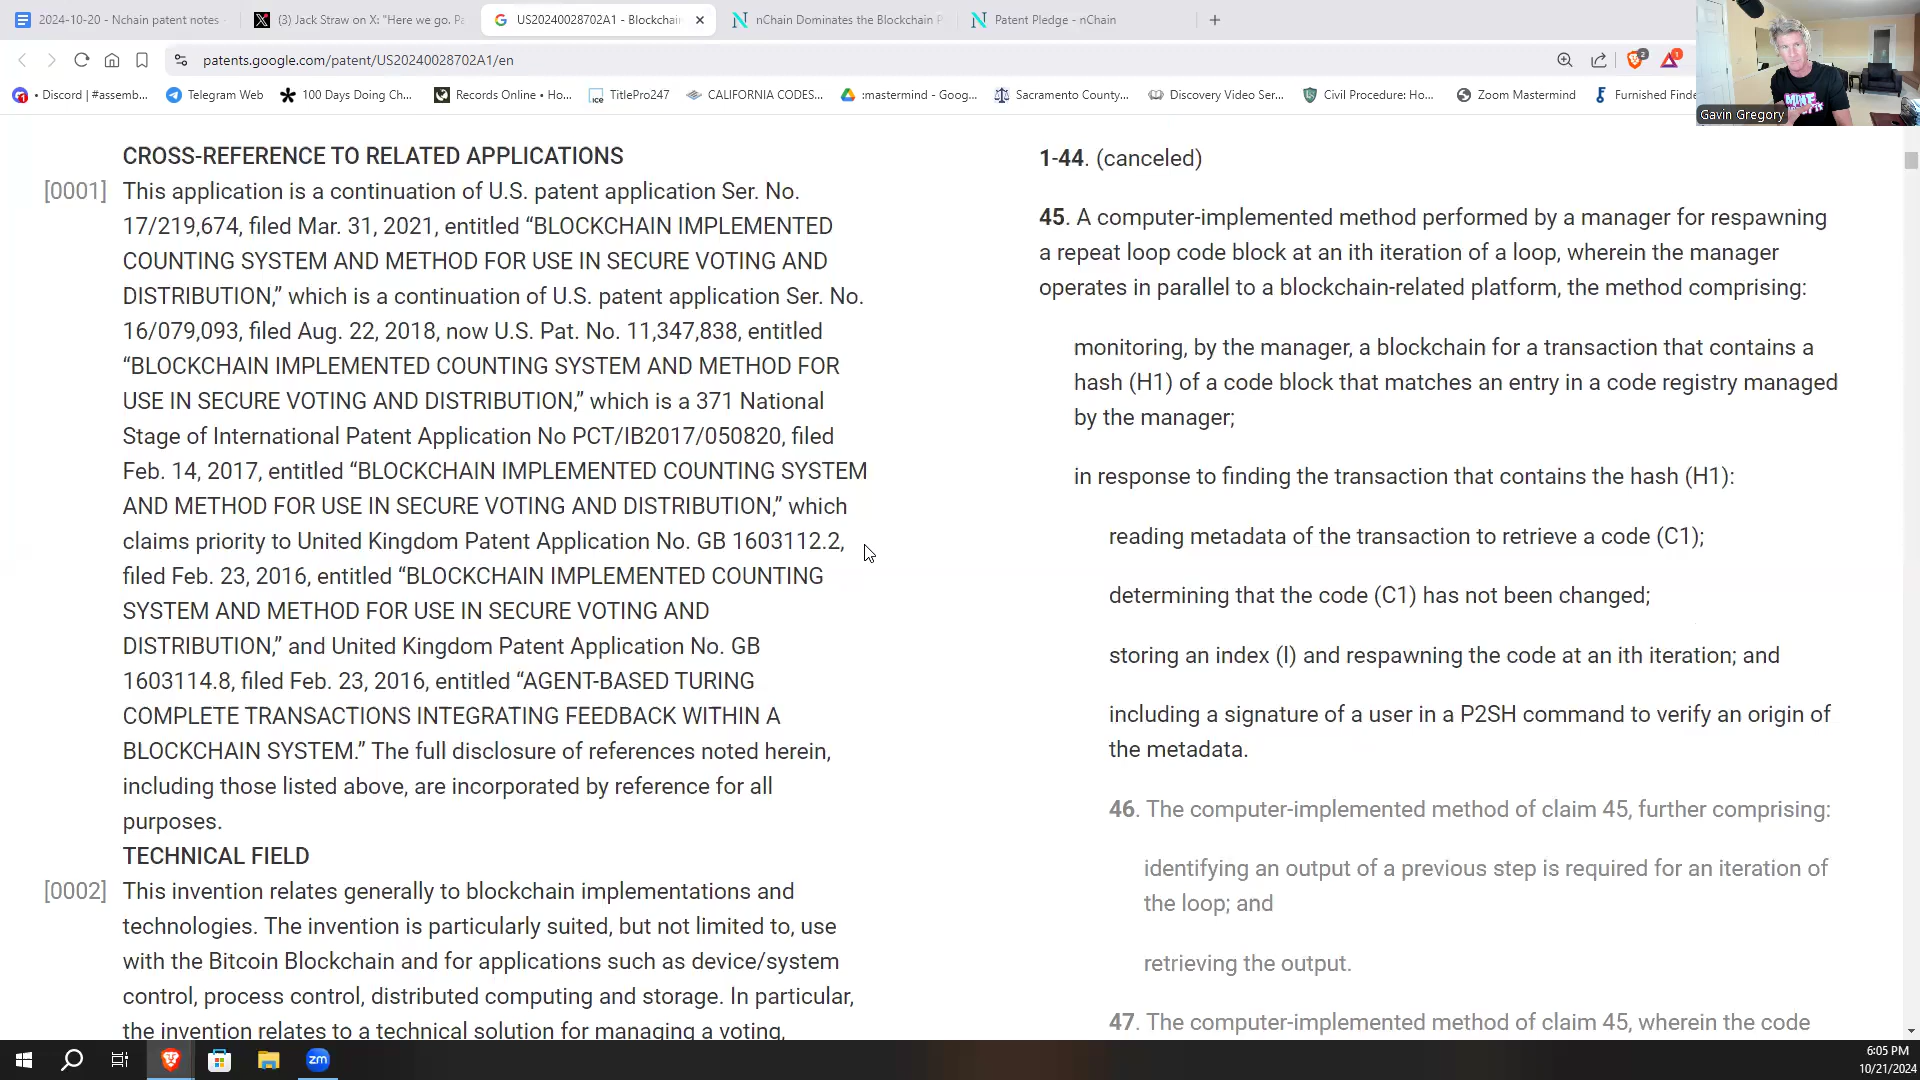 2024-10-20 - Nchain patent notes
(3) Jack Straw on X: "Here we go. Pa
US20240028702A1 - Blockchain
nChain Dominates the Blockchain P
Patent Pledge - nChain
patents.google.com/patent/US20240028702A1/en
• Discord | #assemb...
Telegram Web
100 Days Doing Ch...
Records Online • Ho...
TitlePro247
CALIFORNIA CODES...
:mastermind - Goog...
Sacramento County...
Discovery Video Ser...
Civil Procedure: Ho...
Zoom Mastermind
Furnished Finde
Gavin Gregory
CROSS-REFERENCE TO RELATED APPLICATIONS
[0001] This application is a continuation of U.S. patent application Ser. No.
17/219,674, filed Mar. 31, 2021, entitled “BLOCKCHAIN IMPLEMENTED
COUNTING SYSTEM AND METHOD FOR USE IN SECURE VOTING AND
DISTRIBUTION,” which is a continuation of U.S. patent application Ser. No.
16/079,093, filed Aug. 22, 2018, now U.S. Pat. No. 11,347,838, entitled
“BLOCKCHAIN IMPLEMENTED COUNTING SYSTEM AND METHOD FOR
USE IN SECURE VOTING AND DISTRIBUTION,” which is a 371 National
Stage of International Patent Application No PCT/IB2017/050820, filed
Feb. 14, 2017, entitled “BLOCKCHAIN IMPLEMENTED COUNTING SYSTEM
AND METHOD FOR USE IN SECURE VOTING AND DISTRIBUTION,” which
claims priority to United Kingdom Patent Application No. GB 1603112.2,
filed Feb. 23, 2016, entitled “BLOCKCHAIN IMPLEMENTED COUNTING
SYSTEM AND METHOD FOR USE IN SECURE VOTING AND
DISTRIBUTION,” and United Kingdom Patent Application No. GB
1603114.8, filed Feb. 23, 2016, entitled “AGENT-BASED TURING
COMPLETE TRANSACTIONS INTEGRATING FEEDBACK WITHIN A
BLOCKCHAIN SYSTEM.” The full disclosure of references noted herein,
including those listed above, are incorporated by reference for all
purposes.
TECHNICAL FIELD
[0002] This invention relates generally to blockchain implementations and
technologies. The invention is particularly suited, but not limited to, use
with the Bitcoin Blockchain and for applications such as device/system
control, process control, distributed computing and storage. In particular,
the invention relates to a technical solution for managing a voting,
1-44. (canceled)
45. A computer-implemented method performed by a manager for respawning
a repeat loop code block at an ith iteration of a loop, wherein the manager
operates in parallel to a blockchain-related platform, the method comprising:
monitoring, by the manager, a blockchain for a transaction that contains a
hash (H1) of a code block that matches an entry in a code registry managed
by the manager;
in response to finding the transaction that contains the hash (H1):
reading metadata of the transaction to retrieve a code (C1);
determining that the code (C1) has not been changed;
storing an index (I) and respawning the code at an ith iteration; and
including a signature of a user in a P2SH command to verify an origin of
the metadata.
46. The computer-implemented method of claim 45, further comprising:
identifying an output of a previous step is required for an iteration of
the loop; and
retrieving the output.
47. The computer-implemented method of claim 45, wherein the code
6:05 PM
10/21/2024